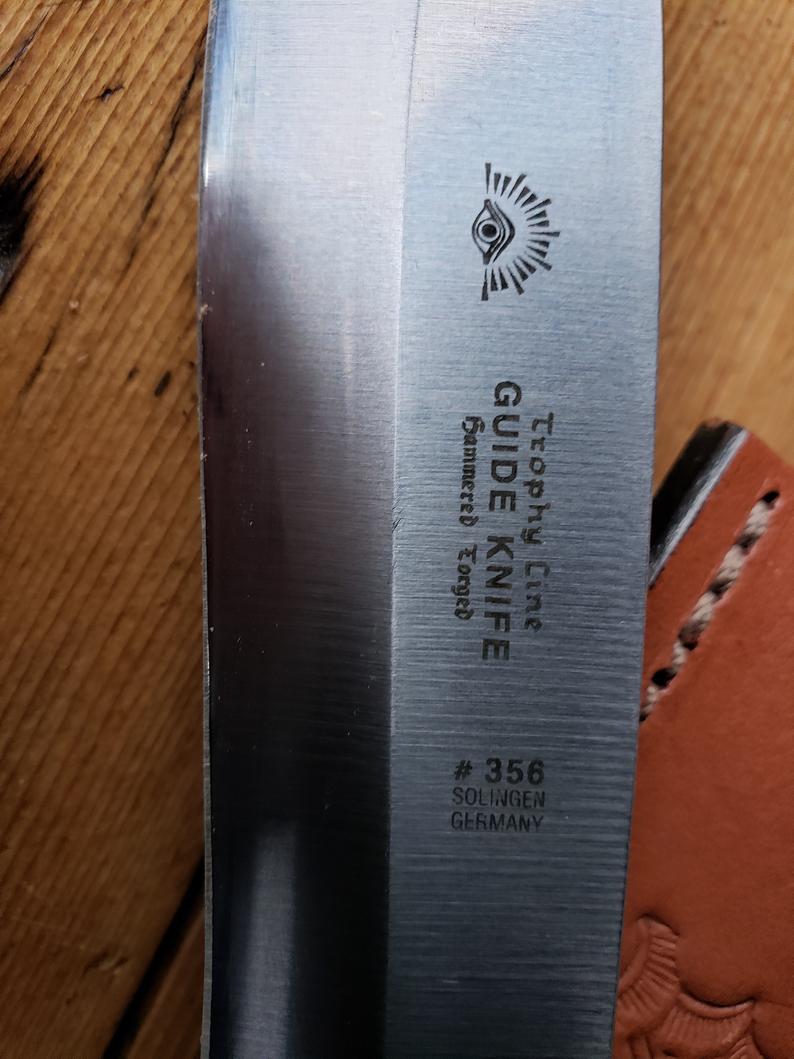 Trophy Line
GUIDE KNIFE
Hammered Forged
# 356
SOLINGEN
GERMANY